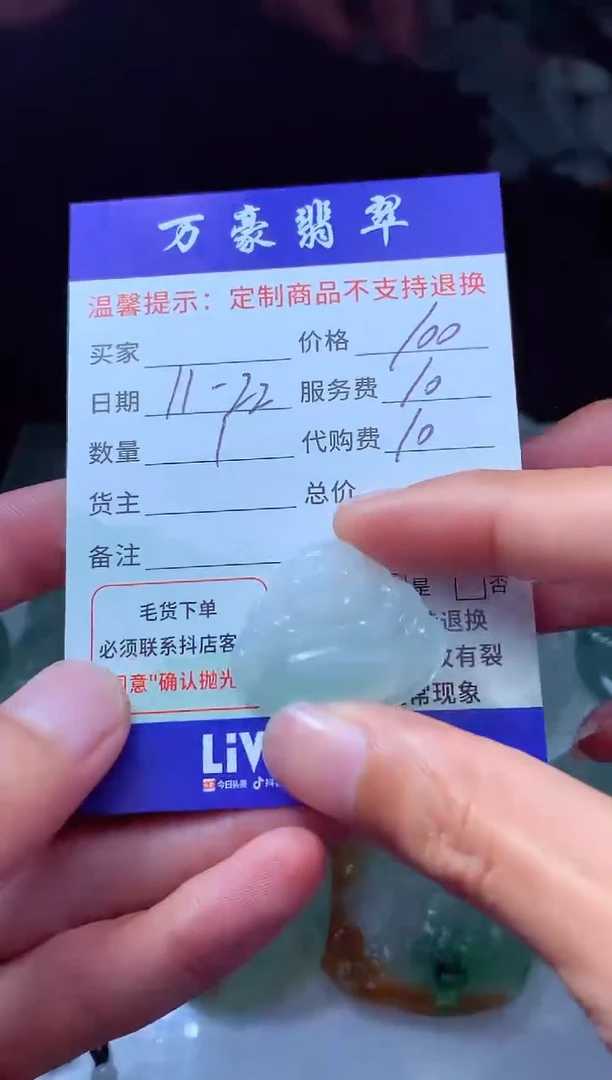 万豪翡翠
温馨提示：定制商品不支持退换
买家 价格 100
日期 11-22 服务费 10
数量 1 代购费 10
货主 总价
备注
是 否
毛货下单 退换
必须联系抖店客 有裂
意"确认抛光 现象
LiV
今日头条 抖